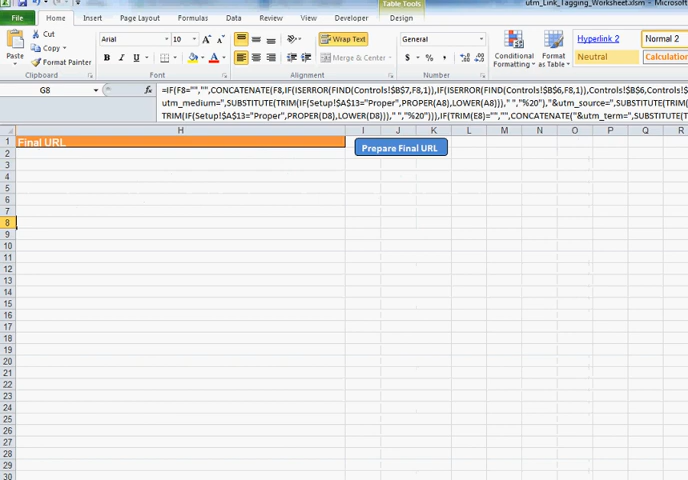 utm_Link_Tagging_Worksheet.xlsm
Table Tools
File Home Insert Page Layout Formulas Data Review View Developer Design
Cut
Copy
Format Painter
Paste
Clipboard
Arial 10
B I U
Font
Wrap Text
Merge & Center
Alignment
General
$ % ,
Number
Conditional Formatting
Format as Table
Hyperlink 2 Normal 2
Neutral
G8 fx =IF(F8="","",CONCATENATE(F8,IF(ISERROR(FIND(Controls!$B$7,F8,1)),IF(ISERROR(FIND(Controls!$B$6,F8,1)),Controls!$B$6,Controls!$
utm_medium=",SUBSTITUTE(TRIM(IF(Setup!$A$13="Proper",PROPER(A8),LOWER(A8)))," ","%20"),"&utm_source=",SUBSTITUTE(TRIM(
TRIM(IF(Setup!$A$13="Proper",PROPER(D8),LOWER(D8)))," ","%20"))),IF(TRIM(E8)="","",CONCATENATE("&utm_term=",SUBSTITUTE(T
H I J K L M N O P Q R
1 Final URL
Prepare Final URL
2
3
4
5
6
7
8
9
10
11
12
13
14
15
16
17
18
19
20
21
22
23
24
25
26
27
28
29
30